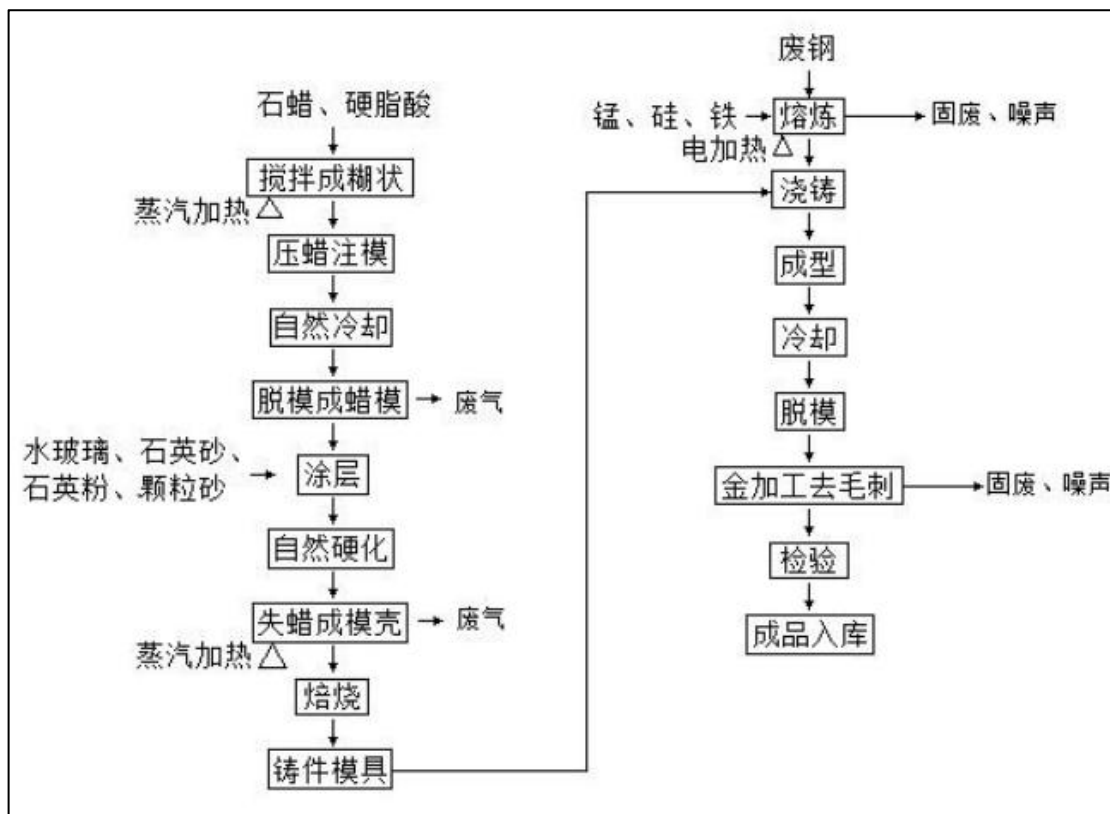 石蜡、硬脂酸
搅拌成糊状
蒸汽加热
压蜡注模
自然冷却
脱模成蜡模
废气
水玻璃、石英砂、
石英粉、颗粒砂
涂层
自然硬化
失蜡成模壳
废气
蒸汽加热
焙烧
铸件模具
废钢
锰、硅、铁
熔炼
固废、噪声
电加热
浇铸
成型
冷却
脱模
金加工去毛刺
固废、噪声
检验
成品入库